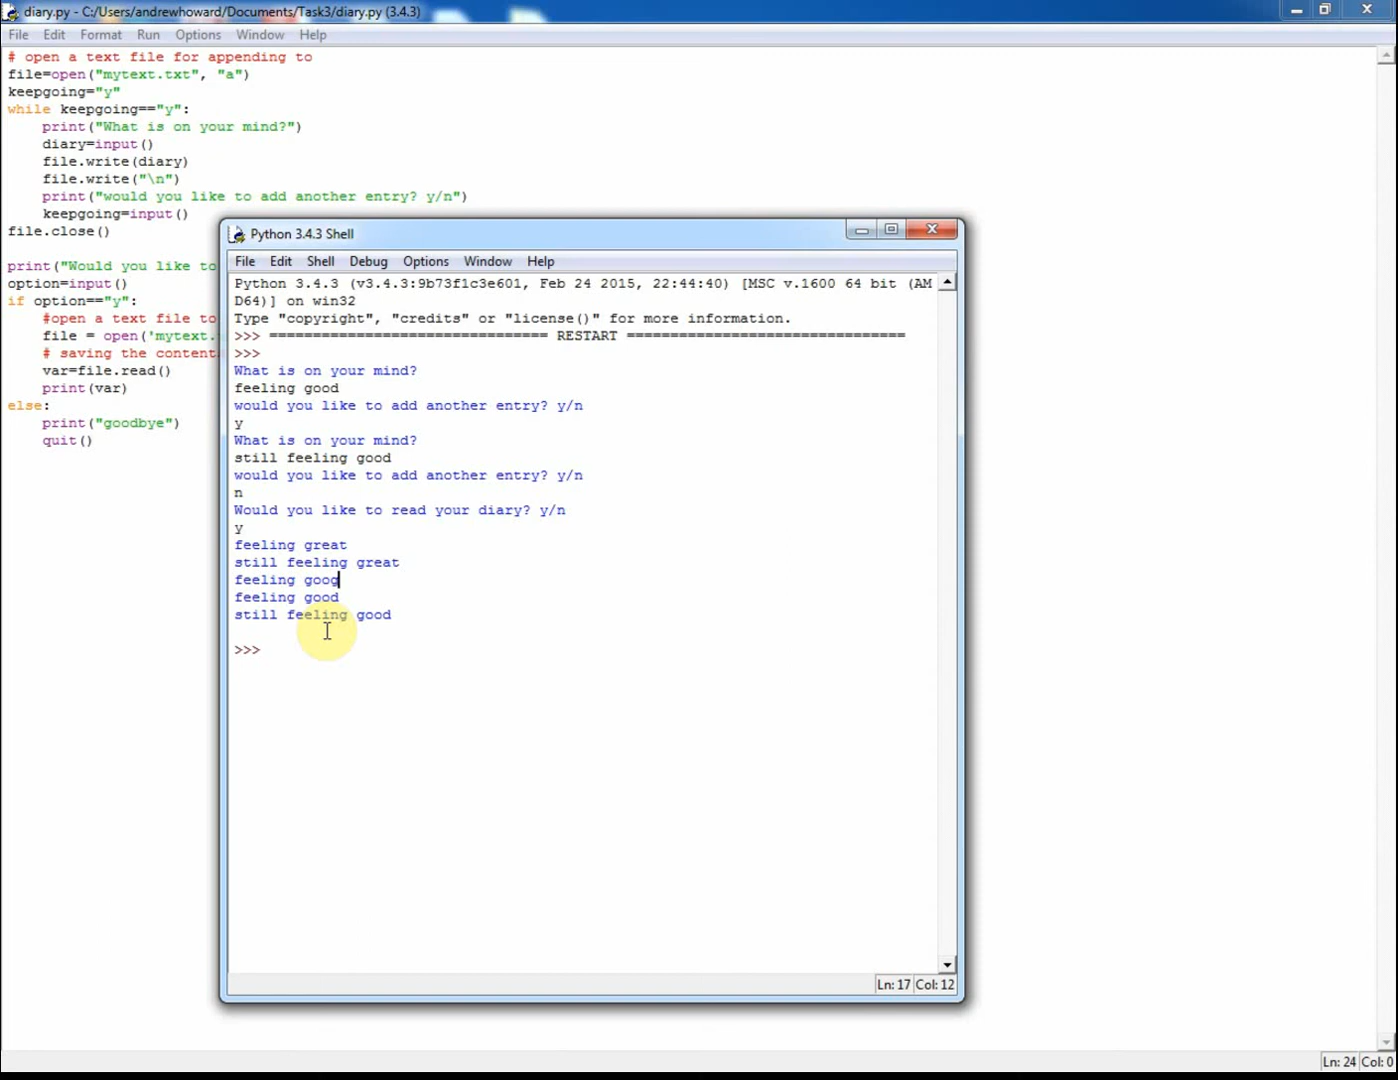 diary.py - C:/Users/andrewhoward/Documents/Task3/diary.py (3.4.3)
File Edit Format Run Options Window Help
# open a text file for appending to
file=open("mytext.txt", "a")
keepgoing="y"
while keepgoing=="y":
    print("What is on your mind?")
    diary=input()
    file.write(diary)
    file.write("\n")
    print("would you like to add another entry? y/n")
    keepgoing=input()
file.close()
print("Would you like to
option=input()
if option=="y":
    #open a text file to
    file = open('mytext.
    # saving the content
    var=file.read()
    print(var)
else:
    print("goodbye")
    quit()
Python 3.4.3 Shell
File Edit Shell Debug Options Window Help
Python 3.4.3 (v3.4.3:9b73f1c3e601, Feb 24 2015, 22:44:40) [MSC v.1600 64 bit (AM
D64)] on win32
Type "copyright", "credits" or "license()" for more information.
>>> ================================ RESTART ================================
>>>
What is on your mind?
feeling good
would you like to add another entry? y/n
y
What is on your mind?
still feeling good
would you like to add another entry? y/n
n
Would you like to read your diary? y/n
y
feeling great
still feeling great
feeling goog
feeling good
still feeling good
>>>
Ln: 17 Col: 12
Ln: 24 Col: 0